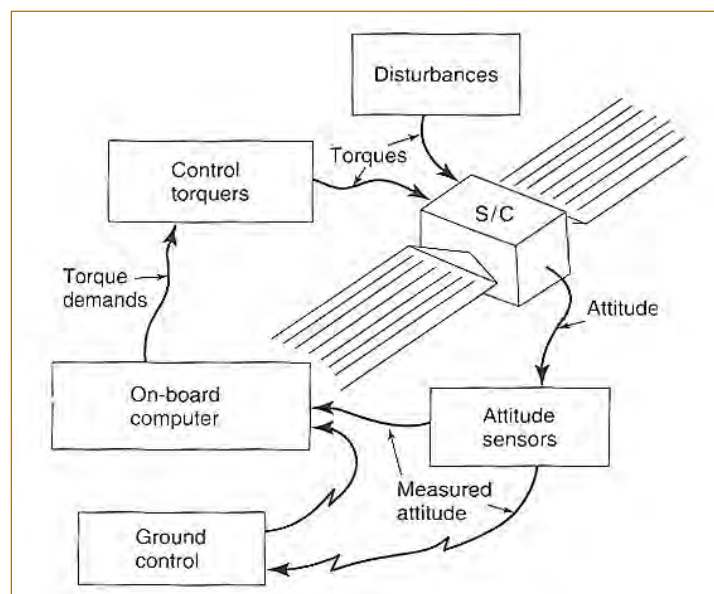 Disturbances
Torques
Control
torquers
S/C
Torque
demands
Attitude
On-board
computer
Attitude
sensors
Measured
attitude
Ground
control